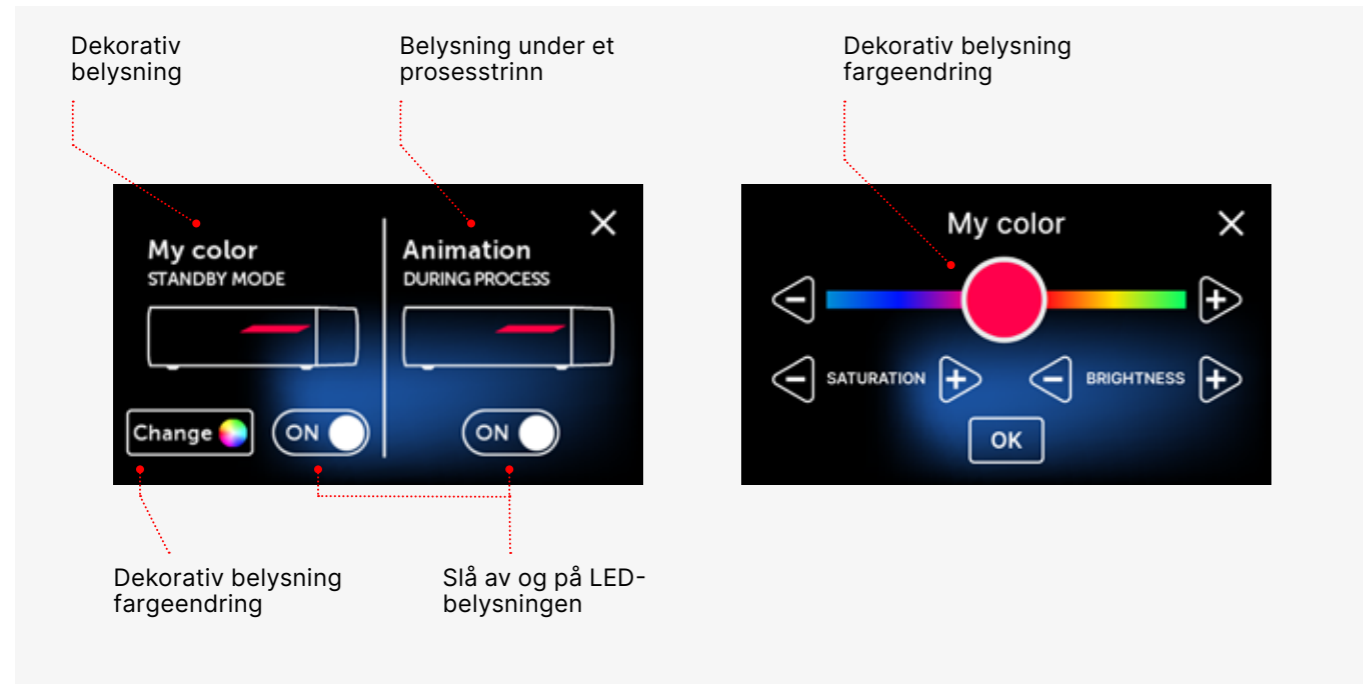 Dekorativ
belysning
Belysning under et
prosesstrinn
Dekorativ belysning
fargeendring
My color
STANDBY MODE
Animation
DURING PROCESS
Change
ON
ON
My color
SATURATION
BRIGHTNESS
OK
Dekorativ belysning
fargeendring
Slå av og på LED-
belysningen